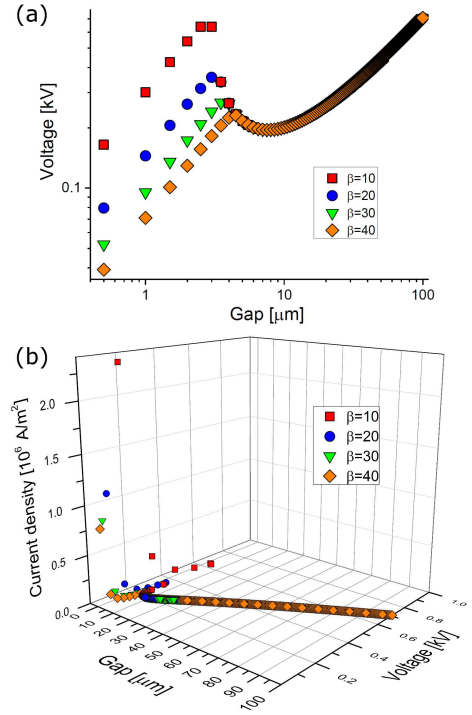 (a)
Voltage [kV]
0.1
β=10
β=20
β=30
β=40
1 10 100
Gap [μm]
(b)
Current density [10⁶ A/m²]
2.0
1.5
1.0
0.5
0.0
β=10
β=20
β=30
β=40
0 10 20 30 40 50 60 70 80 90 100
Gap [μm]
0.2 0.4 0.6 0.8 1.0
Voltage [kV]